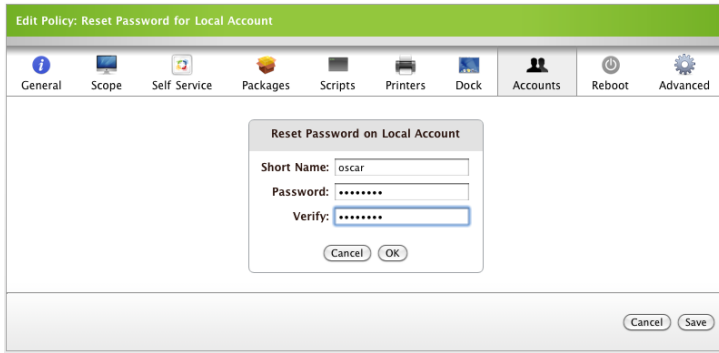 Edit Policy: Reset Password for Local Account
General Scope Self Service Packages Scripts Printers Dock Accounts Reboot Advanced
Reset Password on Local Account
Short Name: oscar
Password: ••••••••
Verify: ••••••••
Cancel OK
Cancel Save